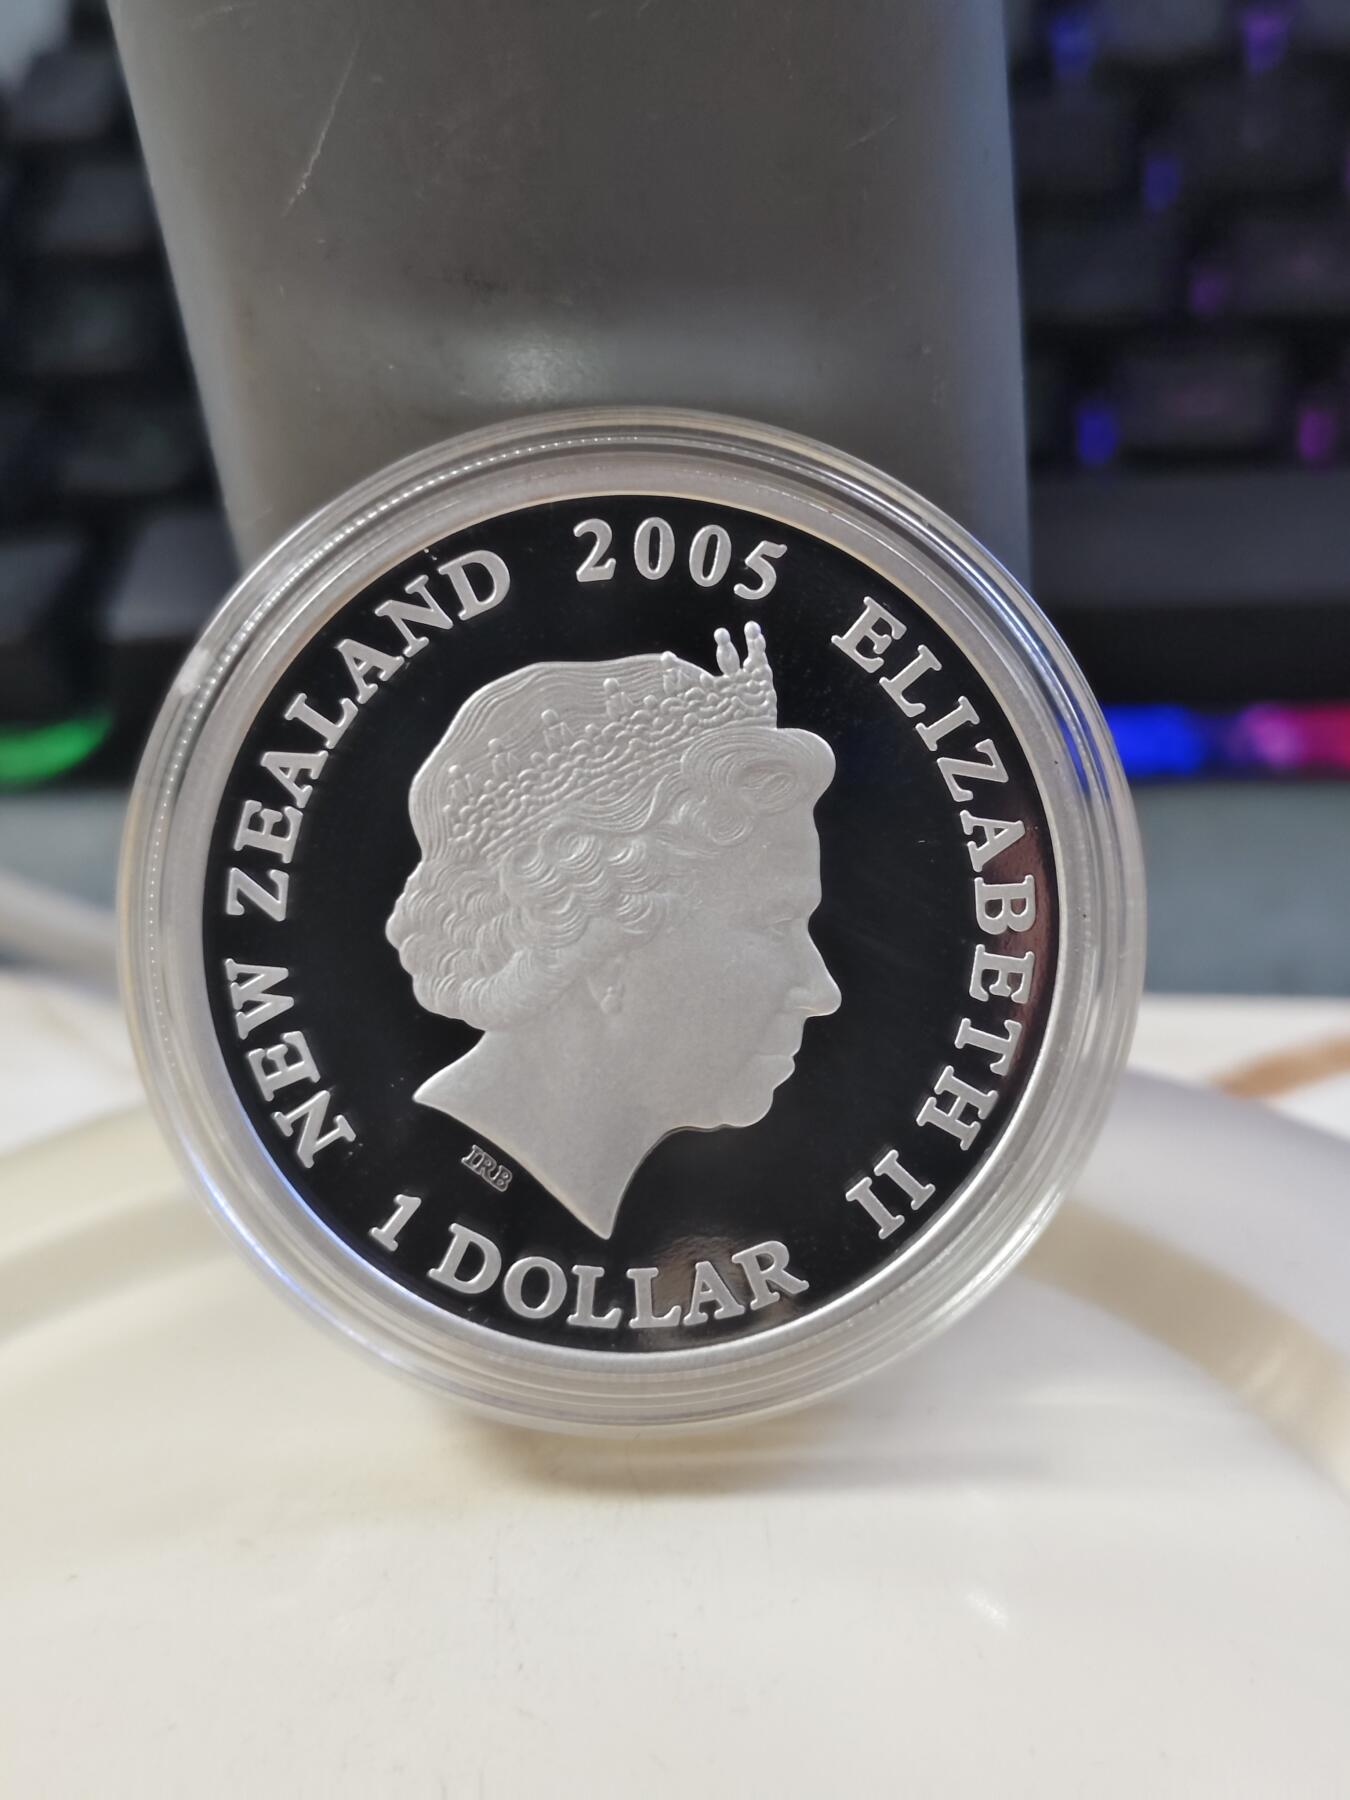 NEW ZEALAND 2005 ELIZABETH II
1 DOLLAR
IRB